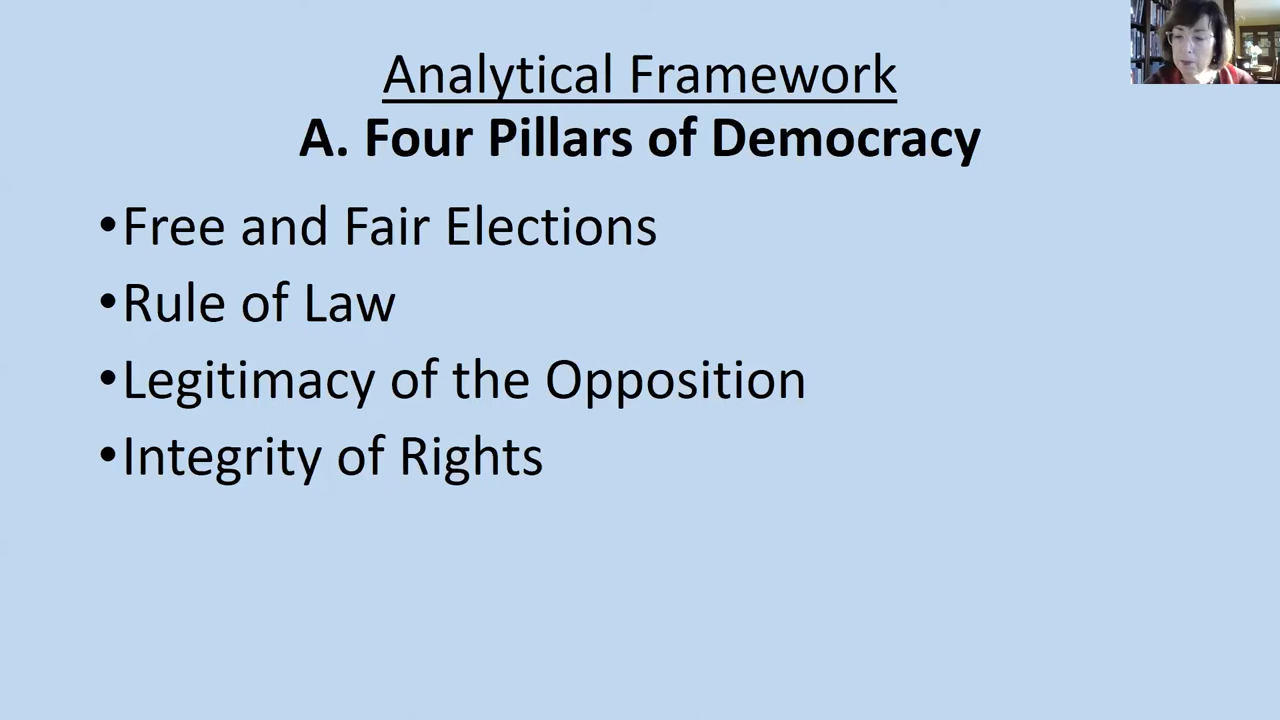 Analytical Framework
A. Four Pillars of Democracy
•Free and Fair Elections
•Rule of Law
•Legitimacy of the Opposition
•Integrity of Rights